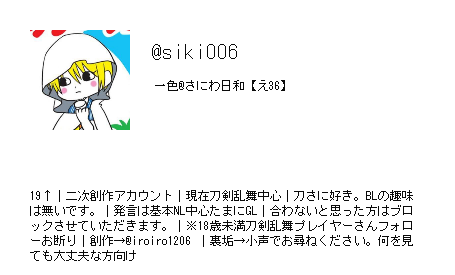 @siki006
一色@さにわ日和【え36】
19↑｜二次創作アカウント｜現在刀剣乱舞中心｜刀さに好き。BLの趣味
は無いです。｜発言は基本NL中心たまにGL｜合わないと思った方はブロ
ックさせていただきます。｜※18歳未満刀剣乱舞プレイヤーさんフォロ
ーお断り｜創作→@iroiro1206 ｜裏垢→小声でお尋ねください。何を見
ても大丈夫な方向け